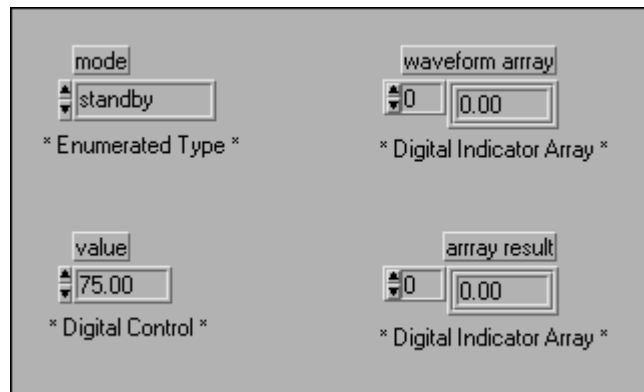 mode
standby
* Enumerated Type *
waveform arrray
0
0.00
* Digital Indicator Array *
value
75.00
* Digital Control *
arrray result
0
0.00
* Digital Indicator Array *